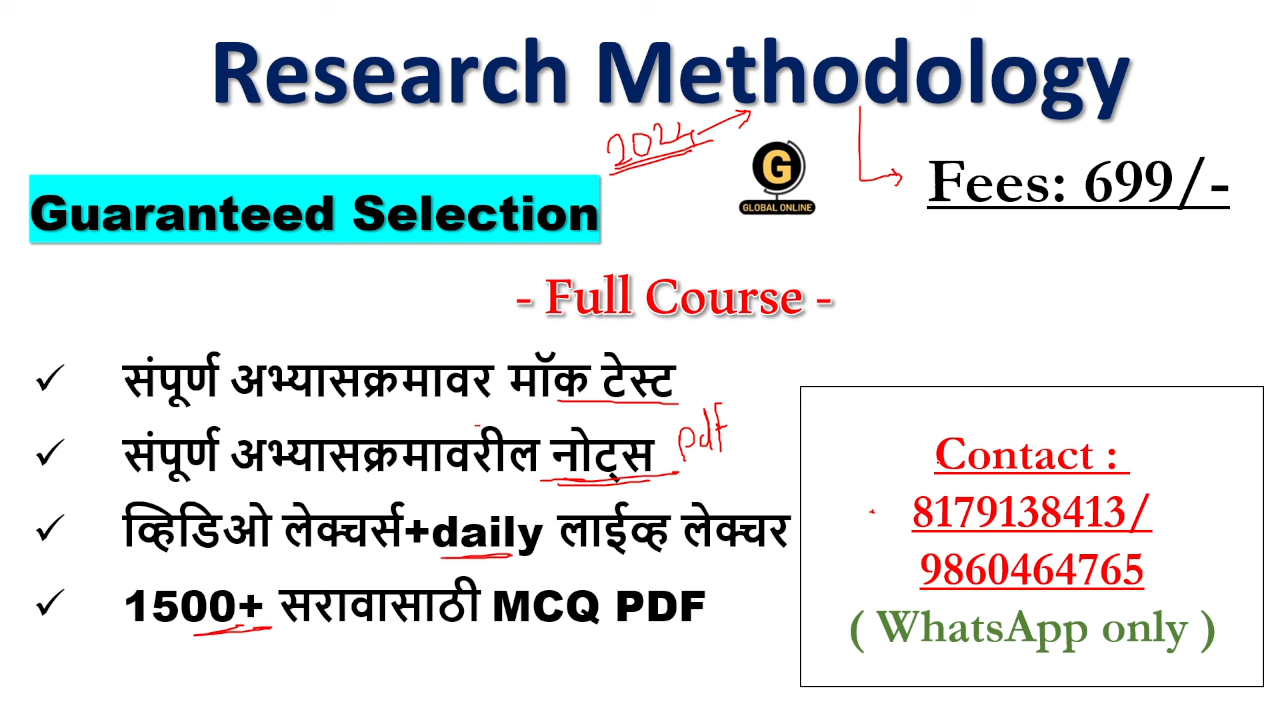 Research Methodology
2024
G
GLOBAL ONLINE
Fees: 699/-
Guaranteed Selection
- Full Course -
✓ संपूर्ण अभ्यासक्रमावर मॉक टेस्ट
✓ संपूर्ण अभ्यासक्रमावरील नोट्स pdf
✓ व्हिडिओ लेक्चर्स+daily लाईव्ह लेक्चर
✓ 1500+ सरावासाठी MCQ PDF
Contact :
8179138413/
9860464765
( WhatsApp only )